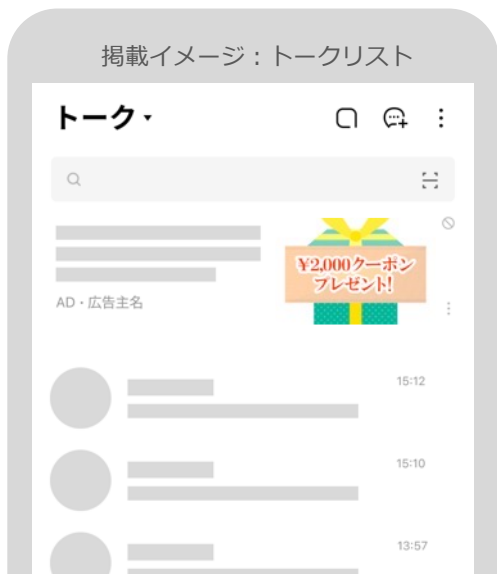 掲載イメージ：トークリスト
トーク
AD・広告主名
¥2,000クーポン
プレゼント!
15:12
15:10
13:57